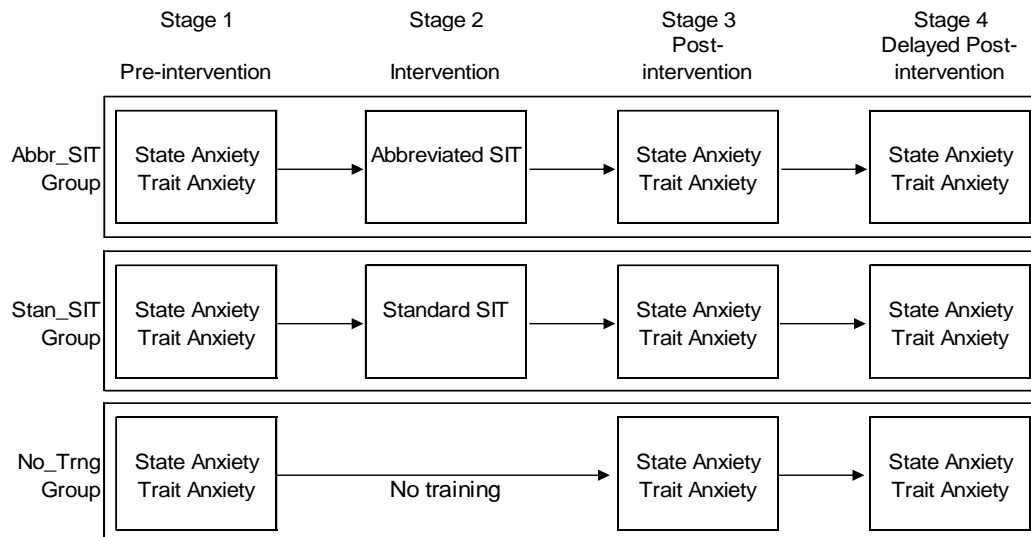 Stage 1
Stage 2
Stage 3
Stage 4
Pre-intervention
Intervention
Post-
intervention
Delayed Post-
intervention
Abbr_SIT
Group
State Anxiety
Trait Anxiety
Abbreviated SIT
State Anxiety
Trait Anxiety
State Anxiety
Trait Anxiety
Stan_SIT
Group
State Anxiety
Trait Anxiety
Standard SIT
State Anxiety
Trait Anxiety
State Anxiety
Trait Anxiety
No_Trng
Group
State Anxiety
Trait Anxiety
No training
State Anxiety
Trait Anxiety
State Anxiety
Trait Anxiety